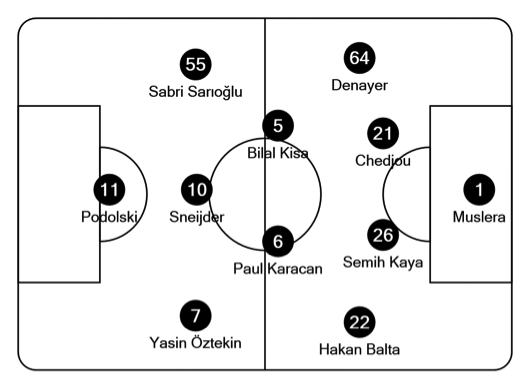 55
Sabri Sarıoğlu
64
Denayer
5
Bilal Kisa
21
Chedjou
11
Podolski
10
Sneijder
1
Muslera
6
Paul Karacan
26
Semih Kaya
7
Yasin Öztekin
22
Hakan Balta